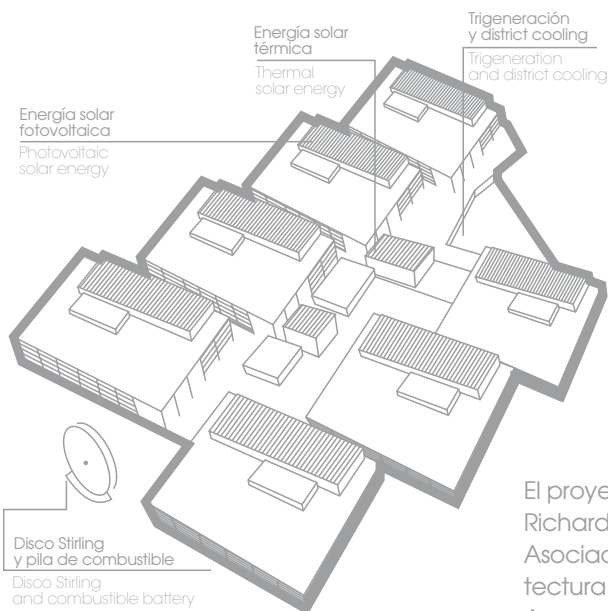 Trigeneración
y district cooling
Trigeneration
and district cooling
Energía solar
térmica
Thermal
solar energy
Energía solar
fotovoltaica
Photovoltaic
solar energy
Disco Stirling
y pila de combustible
Disco Stirling
and combustible battery
El proye
Richard
Asociad
tectura